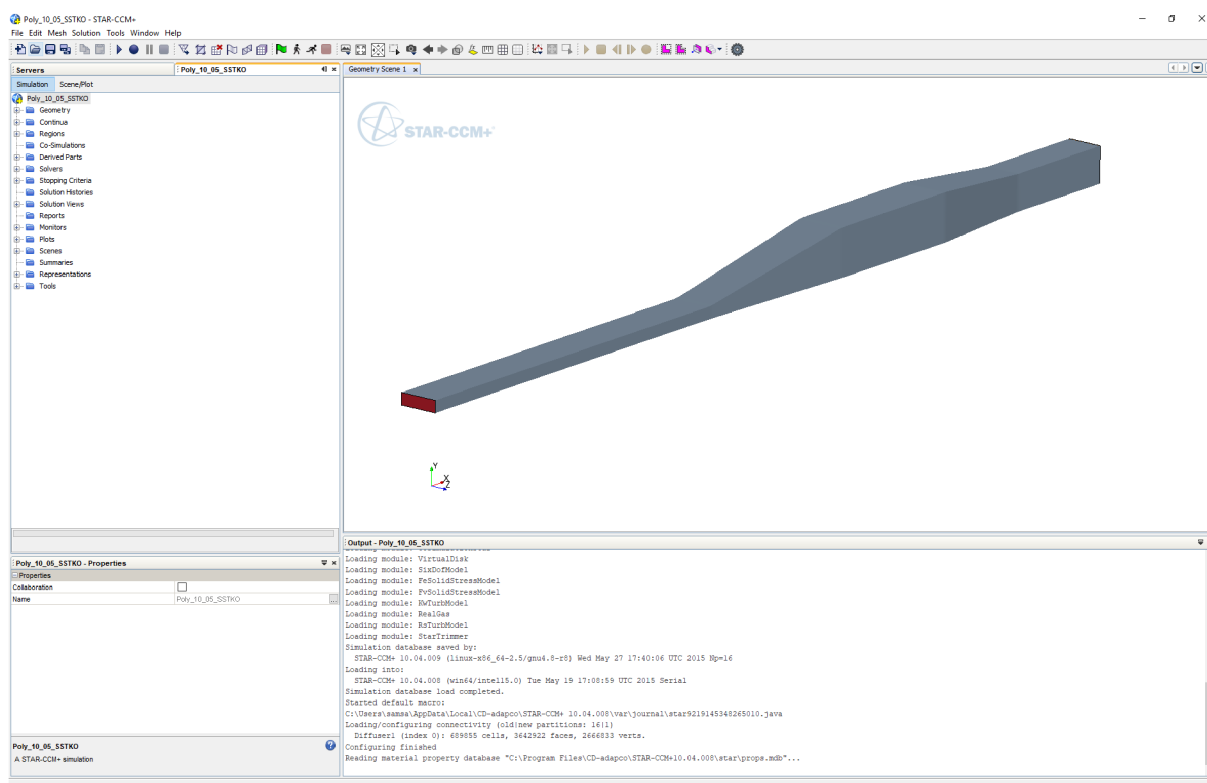 Poly_10_05_SSTKO - STAR-CCM+
File Edit Mesh Solution Tools Window Help
Servers
Poly_10_05_SSTKO
Geometry Scene 1
Simulation Scene/Plot
Poly_10_05_SSTKO
Geometry
Continua
Regions
Co-Simulations
Derived Parts
Solvers
Stopping Criteria
Solution Histories
Solution Views
Reports
Monitors
Plots
Scenes
Summaries
Representations
Tools
STAR-CCM+
Y
X
Z
Poly_10_05_SSTKO - Properties
Properties
Collaboration
Name Poly_10_05_SSTKO
Poly_10_05_SSTKO
A STAR-CCM+ simulation
Output - Poly_10_05_SSTKO
Loading module: VirtualDisk
Loading module: SixDofModel
Loading module: FeSolidStressModel
Loading module: FvSolidStressModel
Loading module: KwTurbModel
Loading module: RealGas
Loading module: RsTurbModel
Loading module: StarTrimmer
Simulation database saved by:
STAR-CCM+ 10.04.009 (linux-x86_64-2.5/gnu4.8-r8) Wed May 27 17:40:06 UTC 2015 Np=16
Loading into:
STAR-CCM+ 10.04.008 (win64/intel15.0) Tue May 19 17:08:59 UTC 2015 Serial
Simulation database load completed.
Started default macro:
C:\Users\samsa\AppData\Local\CD-adapco\STAR-CCM+ 10.04.008\var\journal\star9219145348265010.java
Loading/configuring connectivity (old|new partitions: 16|1)
Diffuser1 (index 0): 689855 cells, 3642922 faces, 2666833 verts.
Configuring finished
Reading material property database "C:\Program Files\CD-adapco\STAR-CCM+10.04.008\star\props.mdb"...